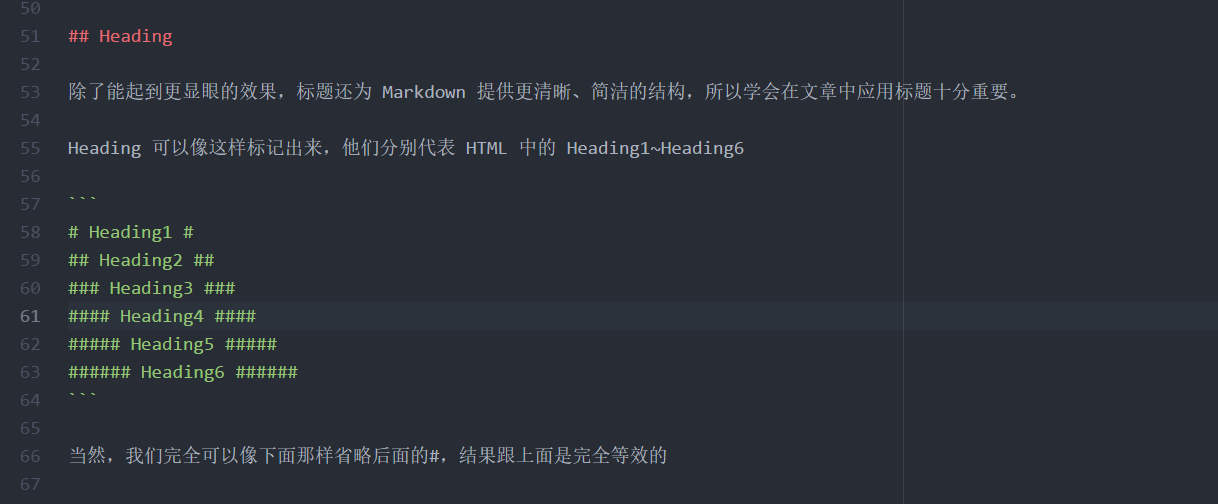 50
51 ## Heading
52
53 除了能起到更显眼的效果，标题还为 Markdown 提供更清晰、简洁的结构，所以学会在文章中应用标题十分重要。
54
55 Heading 可以像这样标记出来，他们分别代表 HTML 中的 Heading1~Heading6
56
57 ```
58 # Heading1 #
59 ## Heading2 ##
60 ### Heading3 ###
61 #### Heading4 ####
62 ##### Heading5 #####
63 ###### Heading6 ######
64 ```
65
66 当然，我们完全可以像下面那样省略后面的#，结果跟上面是完全等效的
67